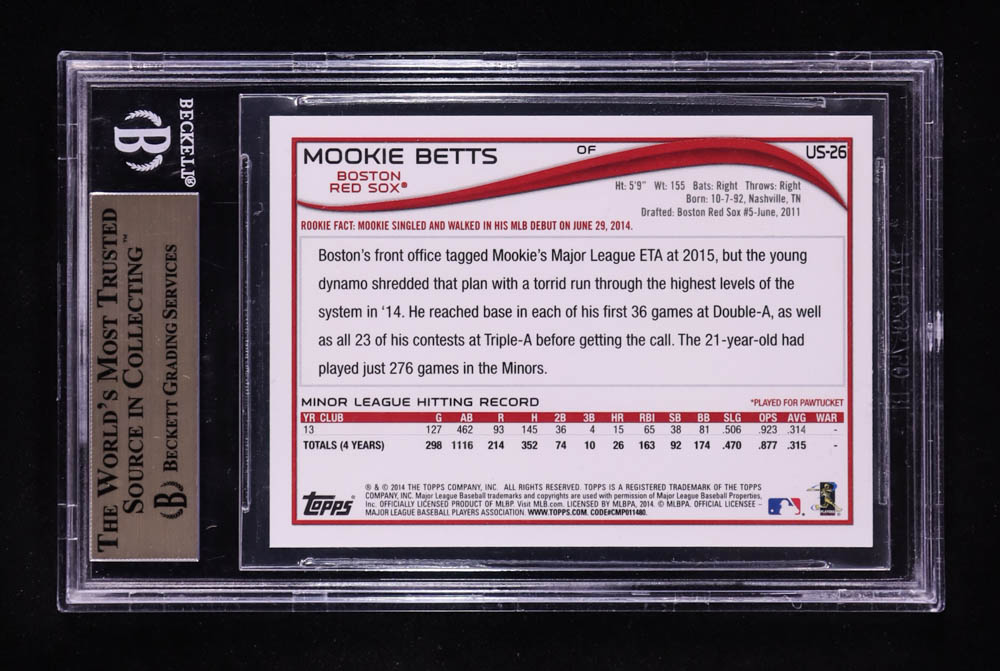 BECKETT®
B
THE WORLD'S MOST TRUSTED
SOURCE IN COLLECTING™
B BECKETT GRADING SERVICES
MOOKIE BETTS
OF
US-26
BOSTON
RED SOX®
Ht: 5'9" Wt: 155 Bats: Right Throws: Right
Born: 10-7-92, Nashville, TN
Drafted: Boston Red Sox #5-June, 2011
ROOKIE FACT: MOOKIE SINGLED AND WALKED IN HIS MLB DEBUT ON JUNE 29, 2014.
Boston's front office tagged Mookie's Major League ETA at 2015, but the young
dynamo shredded that plan with a torrid run through the highest levels of the
system in '14. He reached base in each of his first 36 games at Double-A, as well
as all 23 of his contests at Triple-A before getting the call. The 21-year-old had
played just 276 games in the Minors.
MINOR LEAGUE HITTING RECORD *PLAYED FOR PAWTUCKET
YR CLUB G AB R H 2B 3B HR RBI SB BB SLG OPS AVG WAR
13 127 462 93 145 36 4 15 65 38 81 .506 .923 .314 -
TOTALS (4 YEARS) 298 1116 214 352 74 10 26 163 92 174 .470 .877 .315 -
Topps
® & © 2014 THE TOPPS COMPANY, INC. ALL RIGHTS RESERVED. TOPPS IS A REGISTERED TRADEMARK OF THE TOPPS
COMPANY, INC. Major League Baseball trademarks and copyrights are used with permission of Major League Baseball Properties,
Inc. OFFICIALLY LICENSED PRODUCT OF MLBP. Visit MLB.com. LICENSED BY MLBPA, 2014. © MLBPA. OFFICIAL LICENSEE –
MAJOR LEAGUE BASEBALL PLAYERS ASSOCIATION. WWW.TOPPS.COM. CODE#CMP011480.